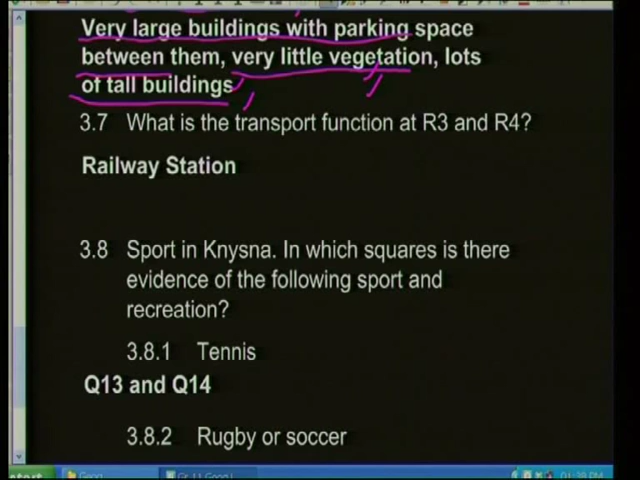 Very large buildings with parking space
between them, very little vegetation, lots
of tall buildings
3.7 What is the transport function at R3 and R4?
Railway Station
3.8 Sport in Knysna. In which squares is there
evidence of the following sport and
recreation?
3.8.1 Tennis
Q13 and Q14
3.8.2 Rugby or soccer
start